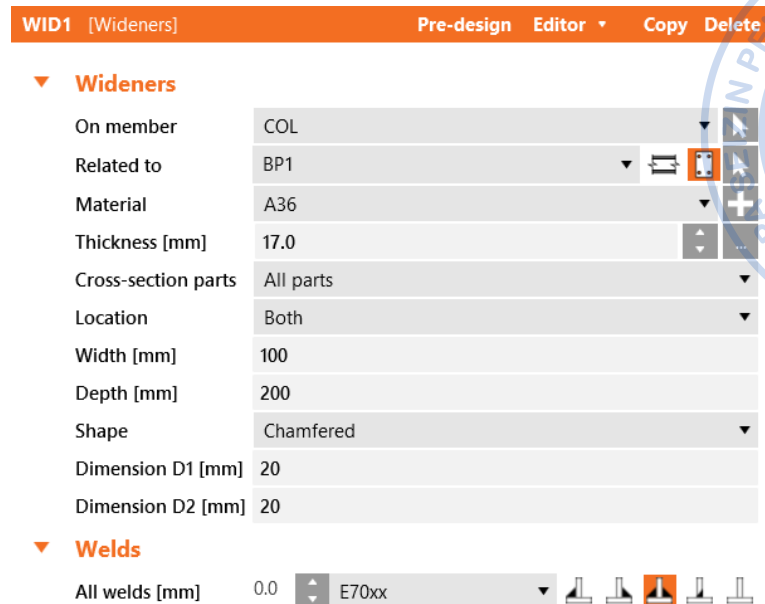 WID1 [Wideners] Pre-design Editor Copy Delete
Wideners
On member COL
Related to BP1
Material A36
Thickness [mm] 17.0
Cross-section parts All parts
Location Both
Width [mm] 100
Depth [mm] 200
Shape Chamfered
Dimension D1 [mm] 20
Dimension D2 [mm] 20
Welds
All welds [mm] 0.0 E70xx